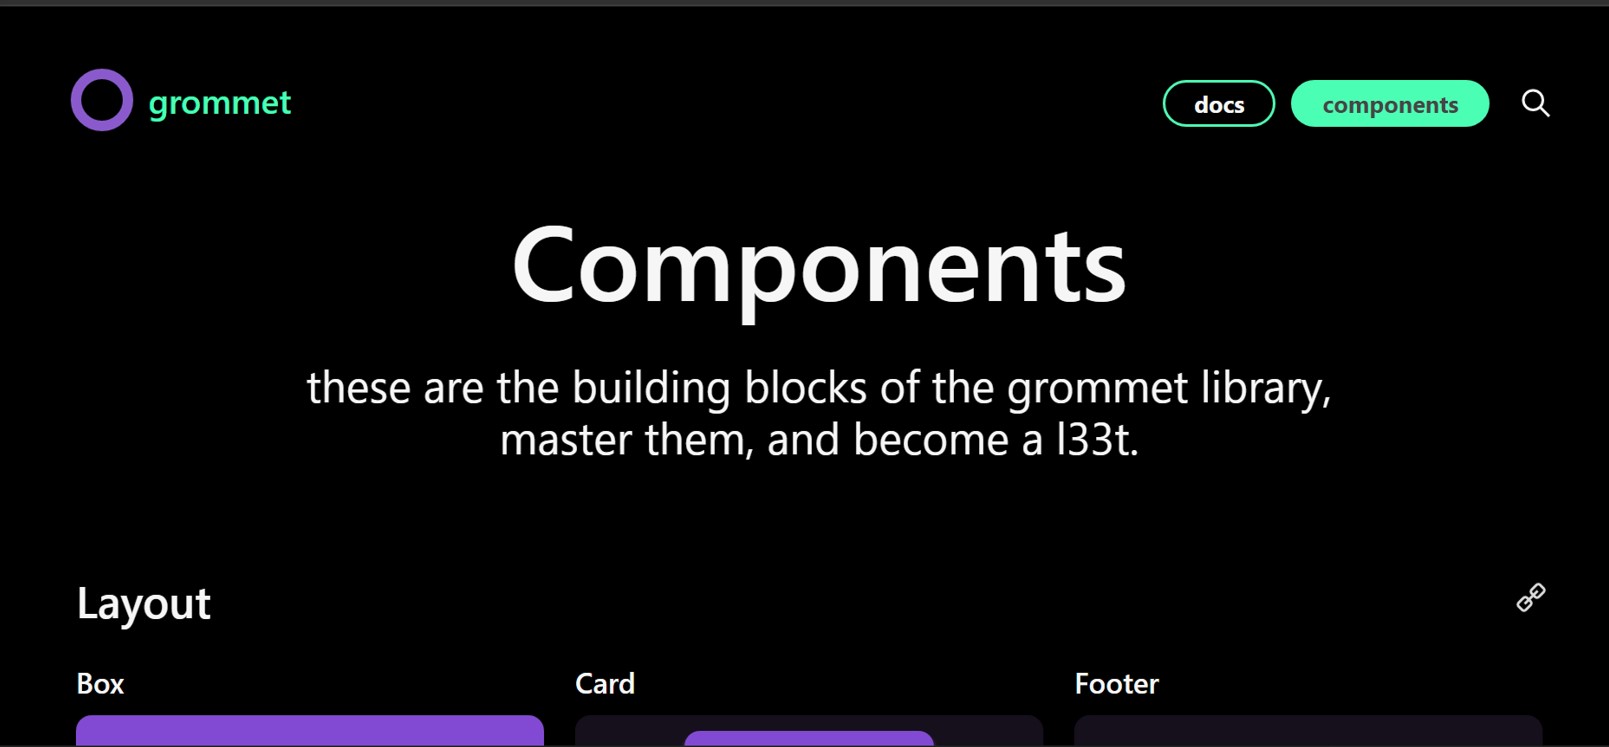 grommet
docs
components
Components
these are the building blocks of the grommet library,
master them, and become a l33t.
Layout
Box
Card
Footer